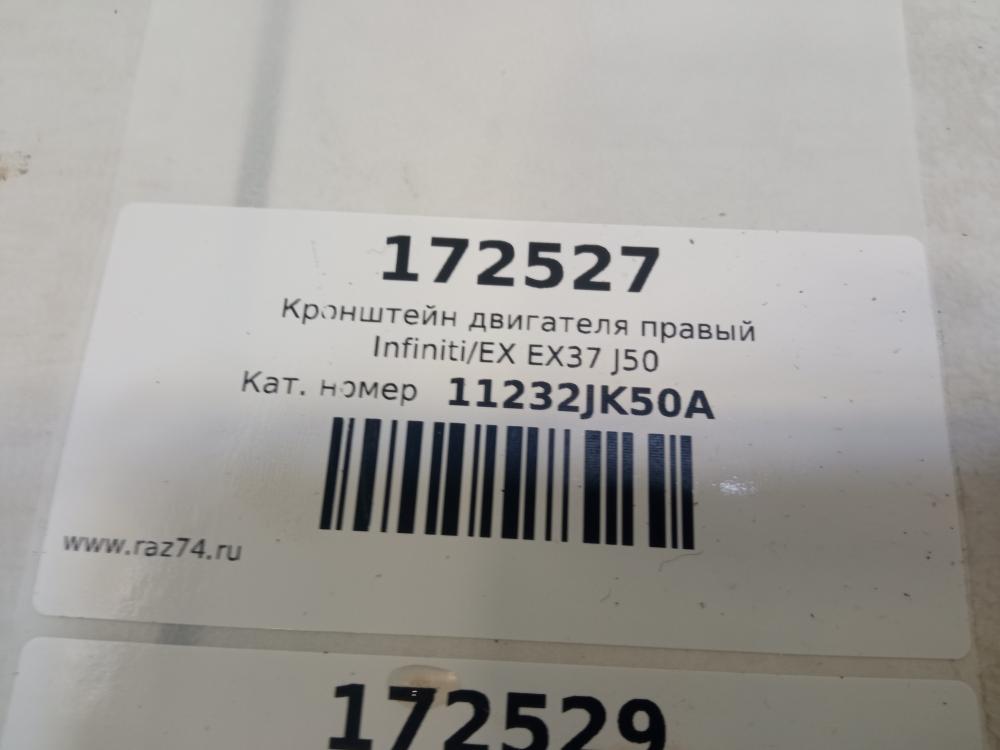 172527
Кронштейн двигателя правый
Infiniti/EX EX37 J50
Кат. номер 11232JK50A
www.raz74.ru
172529